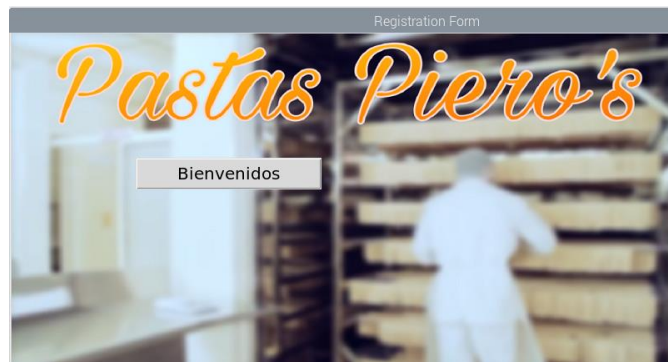 Registration Form
Pastas Piero's
Bienvenidos